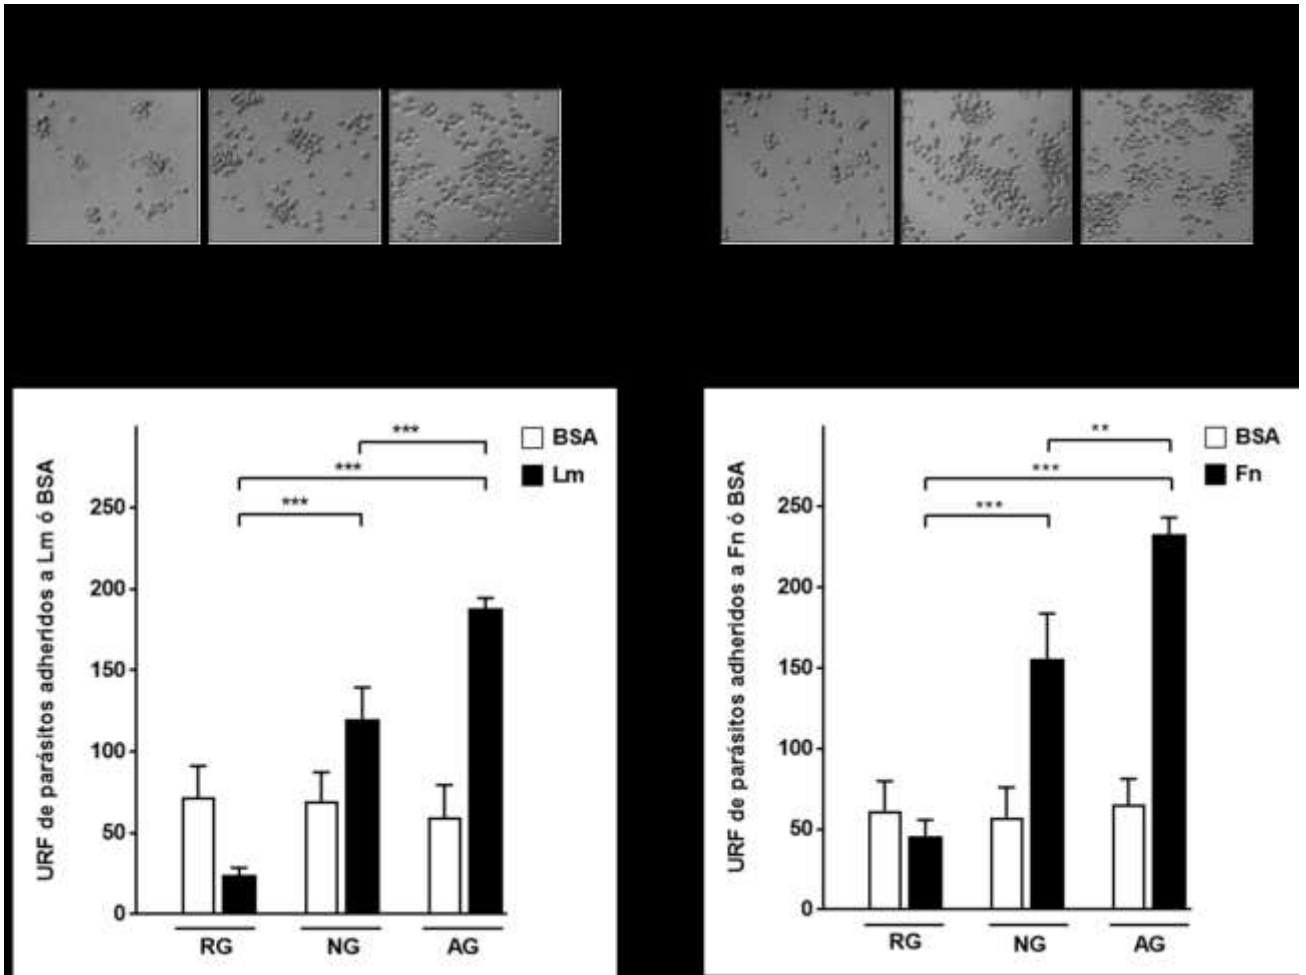 URF de parásitos adheridos a Lm ó BSA
BSA
Lm
***
***
***
250
200
150
100
50
0
RG
NG
AG
URF de parásitos adheridos a Fn ó BSA
BSA
Fn
**
***
***
250
200
150
100
50
0
RG
NG
AG